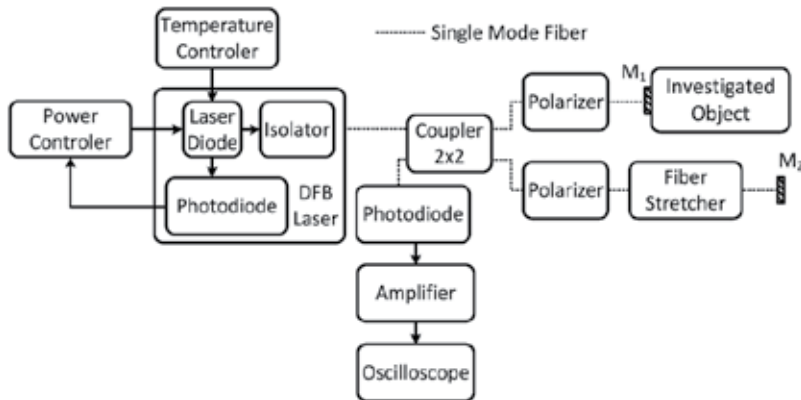 Temperature
Controler
Single Mode Fiber
Power
Controler
Laser
Diode
Isolator
Photodiode
DFB
Laser
Coupler
2x2
Polarizer
M1
Investigated
Object
Polarizer
Fiber
Stretcher
M2
Photodiode
Amplifier
Oscilloscope